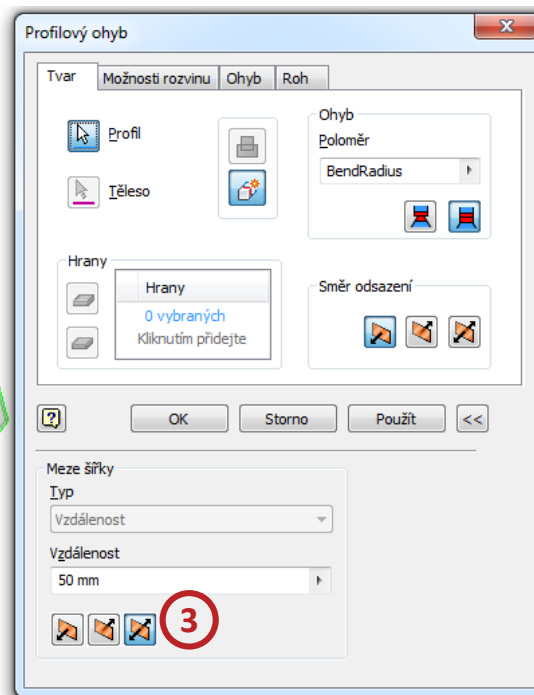 Profilový ohyb
Tvar Možnosti rozvinu Ohyb Roh
Profil
Těleso
Ohyb
Poloměr
BendRadius
Hrany
Hrany
0 vybraných
Kliknutím přidejte
Směr odsazení
OK Storno Použít <<
Meze šířky
Typ
Vzdálenost
Vzdálenost
50 mm
3